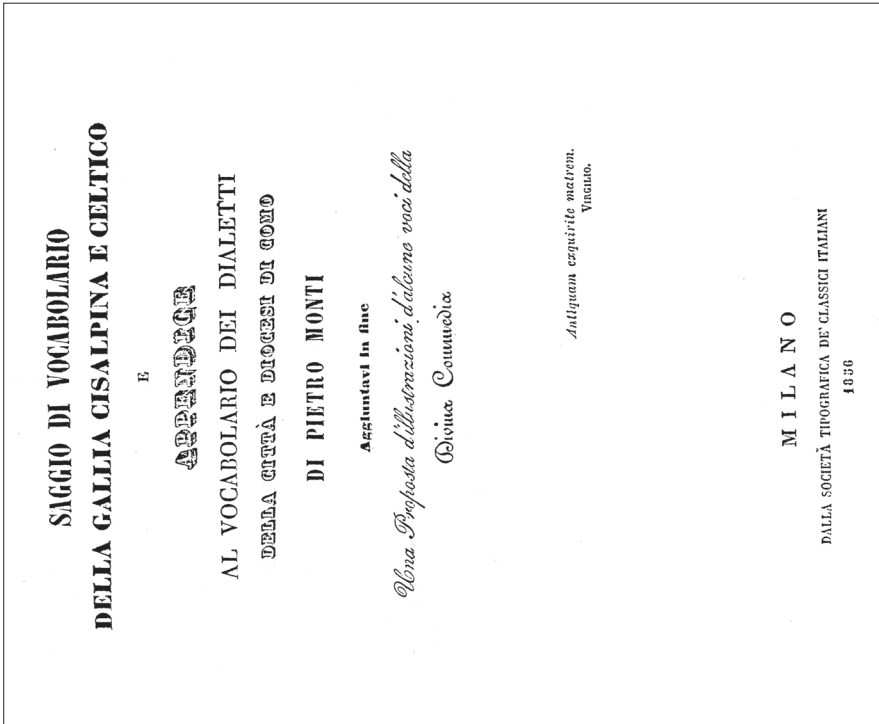 SAGGIO DI VOCABOLARIO
DELLA GALLIA CISALPINA E CELTICO
E
APPENDICE
AL VOCABOLARIO DEI DIALETTI
DELLA CITTÀ E DIOCESI DI COMO
DI PIETRO MONTI
Aggiuntavi in fine
Una Proposta d'illustrazioni d'alcune voci della
Divina Commedia
Antiquam exquirite matrem.
VIRGILIO.
MILANO
DALLA SOCIETÀ TIPOGRAFICA DE' CLASSICI ITALIANI
1856